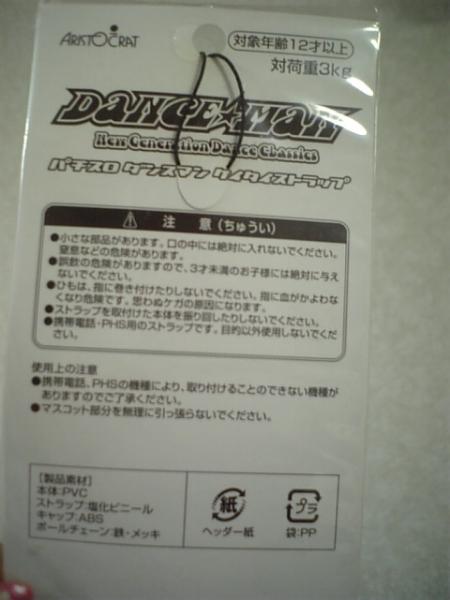 ARISTOCRAT
対象年齢12才以上
対荷重3kg
DANCE☆MAN
New Generation Dance Classics
パチスロ ダンスマン ケイタイストラップ
注 意(ちゅうい)
●小さな部品があります。口の中には絶対に入れないでください。
窒息などの危険があります。
●誤飲の危険がありますので、3才未満のお子様には絶対に与え
ないでください。
●ひもは、指に巻き付けたりしないでください。指に血がかよわな
くなり危険です。思わぬケガの原因になります。
●ストラップを取付けた本体を振り回したりしないでください。
●携帯電話・PHS用のストラップです。目的以外使用しないでくだ
さい。
使用上の注意
●携帯電話、PHSの機種により、取り付けることのできない機種が
ありますのでご了承ください。
●マスコット部分を無理に引っ張らないでください。
[製品素材]
本体:PVC
ストラップ:塩化ビニール
キャップ:ABS
ボールチェーン:鉄・メッキ
紙
ヘッダー紙
プラ
袋:PP